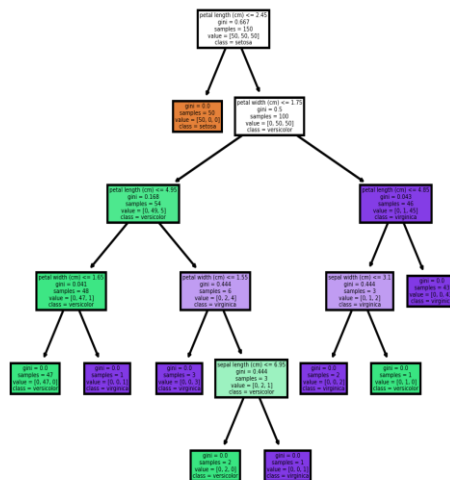 petal length (cm) <= 2.45
gini = 0.667
samples = 150
value = [50, 50, 50]
class = setosa
gini = 0.0
samples = 50
value = [50, 0, 0]
class = setosa
petal width (cm) <= 1.75
gini = 0.5
samples = 100
value = [0, 50, 50]
class = versicolor
petal length (cm) <= 4.95
gini = 0.168
samples = 54
value = [0, 49, 5]
class = versicolor
petal length (cm) <= 4.85
gini = 0.043
samples = 46
value = [0, 1, 45]
class = virginica
petal width (cm) <= 1.65
gini = 0.041
samples = 48
value = [0, 47, 1]
class = versicolor
petal width (cm) <= 1.55
gini = 0.444
samples = 6
value = [0, 2, 4]
class = virginica
sepal width (cm) <= 3.1
gini = 0.444
samples = 3
value = [0, 1, 2]
class = virginica
gini = 0.0
samples = 43
value = [0, 0, 43]
class = virginica
gini = 0.0
samples = 47
value = [0, 47, 0]
class = versicolor
gini = 0.0
samples = 1
value = [0, 0, 1]
class = virginica
gini = 0.0
samples = 3
value = [0, 0, 3]
class = virginica
sepal length (cm) <= 6.95
gini = 0.444
samples = 3
value = [0, 2, 1]
class = versicolor
gini = 0.0
samples = 2
value = [0, 0, 2]
class = virginica
gini = 0.0
samples = 1
value = [0, 1, 0]
class = versicolor
gini = 0.0
samples = 2
value = [0, 2, 0]
class = versicolor
gini = 0.0
samples = 1
value = [0, 0, 1]
class = virginica